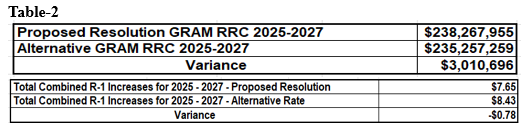 Table-2
Proposed Resolution GRAM RRC 2025-2027 $238,267,955
Alternative GRAM RRC 2025-2027 $235,257,259
Variance $3,010,696
Total Combined R-1 Increases for 2025 - 2027 - Proposed Resolution $7.65
Total Combined R-1 Increases for 2025 - 2027 - Alternative Rate $8.43
Variance -$0.78